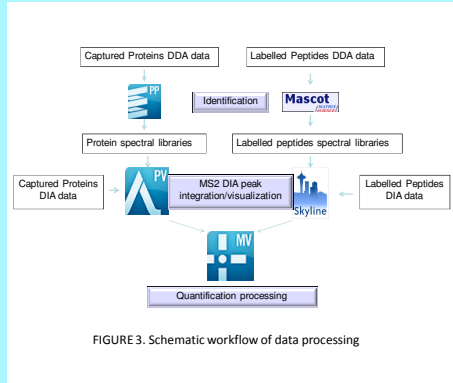 Captured Proteins DDA data
Labelled Peptides DDA data
PP
Identification
Mascot
Protein spectral libraries
Labelled peptides spectral libraries
Captured Proteins
DIA data
PV
MS2 DIA peak
integration/visualization
Skyline
Labelled Peptides
DIA data
MV
Quantification processing
FIGURE 3. Schematic workflow of data processing